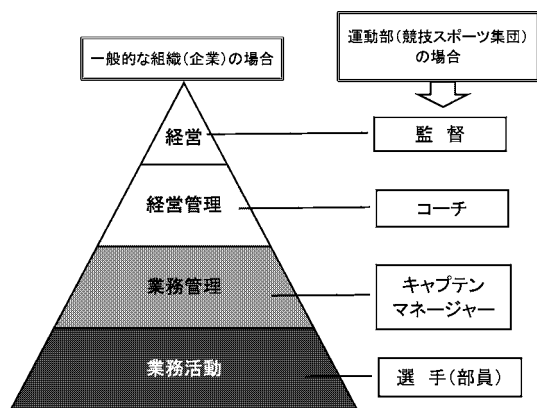 一般的な組織(企業)の場合
運動部(競技スポーツ集団)
の場合
経営
監 督
経営管理
コーチ
業務管理
キャプテン
マネージャー
業務活動
選 手(部員)